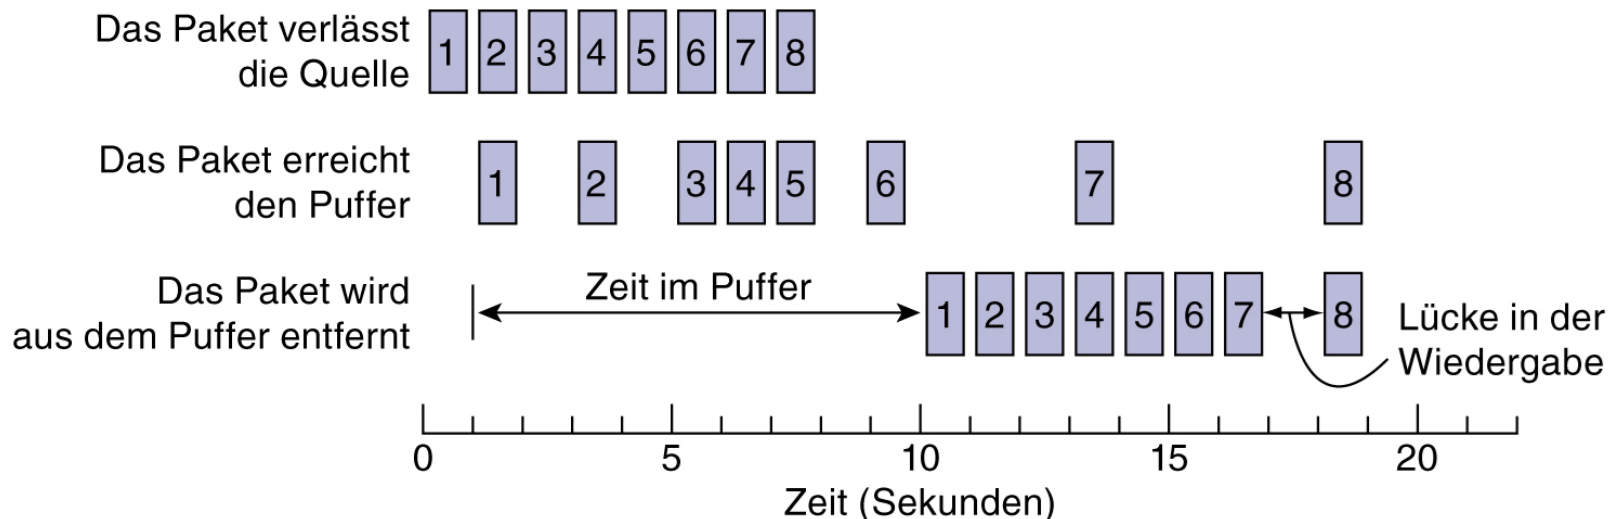 Das Paket verlässt
die Quelle
1 2 3 4 5 6 7 8
Das Paket erreicht
den Puffer
1 2 3 4 5 6 7 8
Das Paket wird
aus dem Puffer entfernt
Zeit im Puffer
1 2 3 4 5 6 7 8
Lücke in der
Wiedergabe
0 5 10 15 20
Zeit (Sekunden)